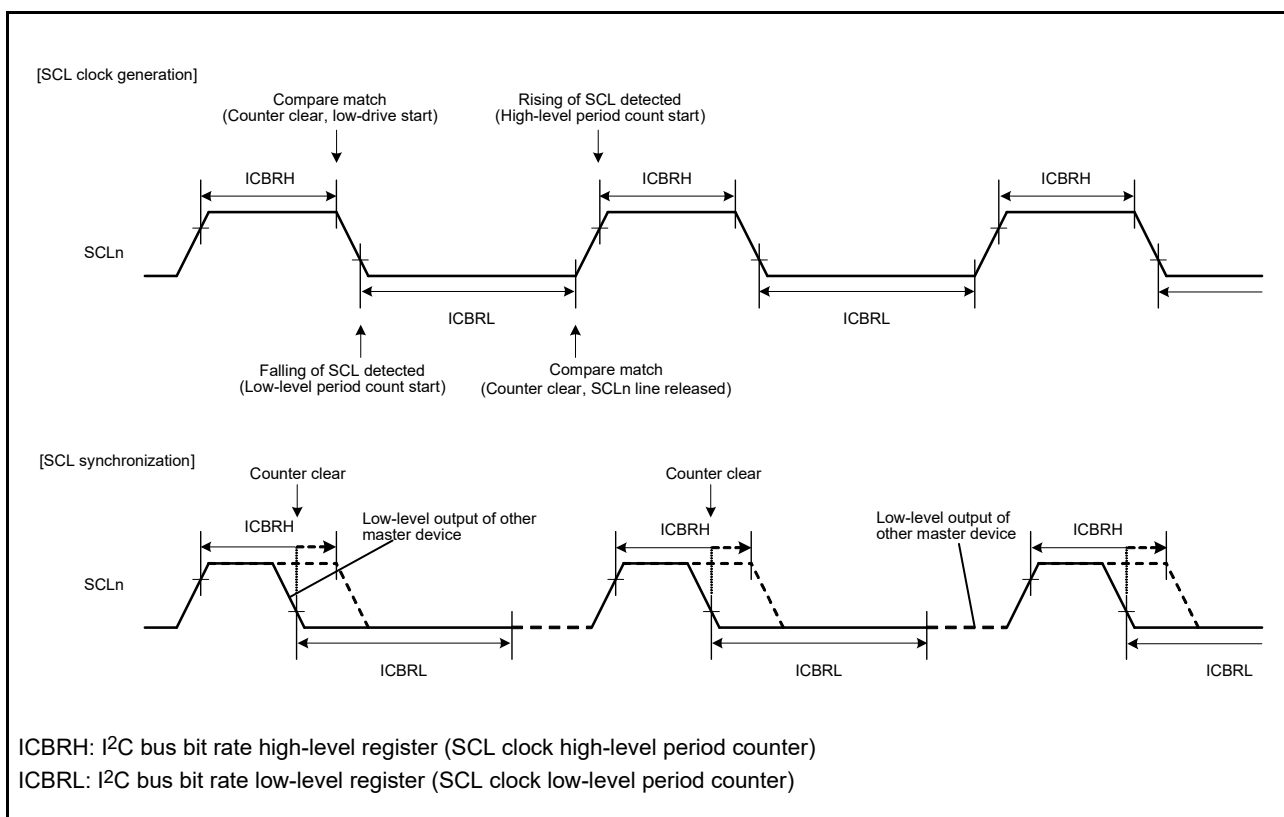 [SCL clock generation]
Compare match
(Counter clear, low-drive start)
Rising of SCL detected
(High-level period count start)
ICBRH
ICBRH
ICBRH
SCLn
ICBRL
ICBRL
Falling of SCL detected
(Low-level period count start)
Compare match
(Counter clear, SCLn line released)
[SCL synchronization]
Counter clear
Counter clear
ICBRH
Low-level output of other
master device
ICBRH
Low-level output of
other master device
ICBRH
SCLn
ICBRL
ICBRL
ICBRL
ICBRH: I2C bus bit rate high-level register (SCL clock high-level period counter)
ICBRL: I2C bus bit rate low-level register (SCL clock low-level period counter)